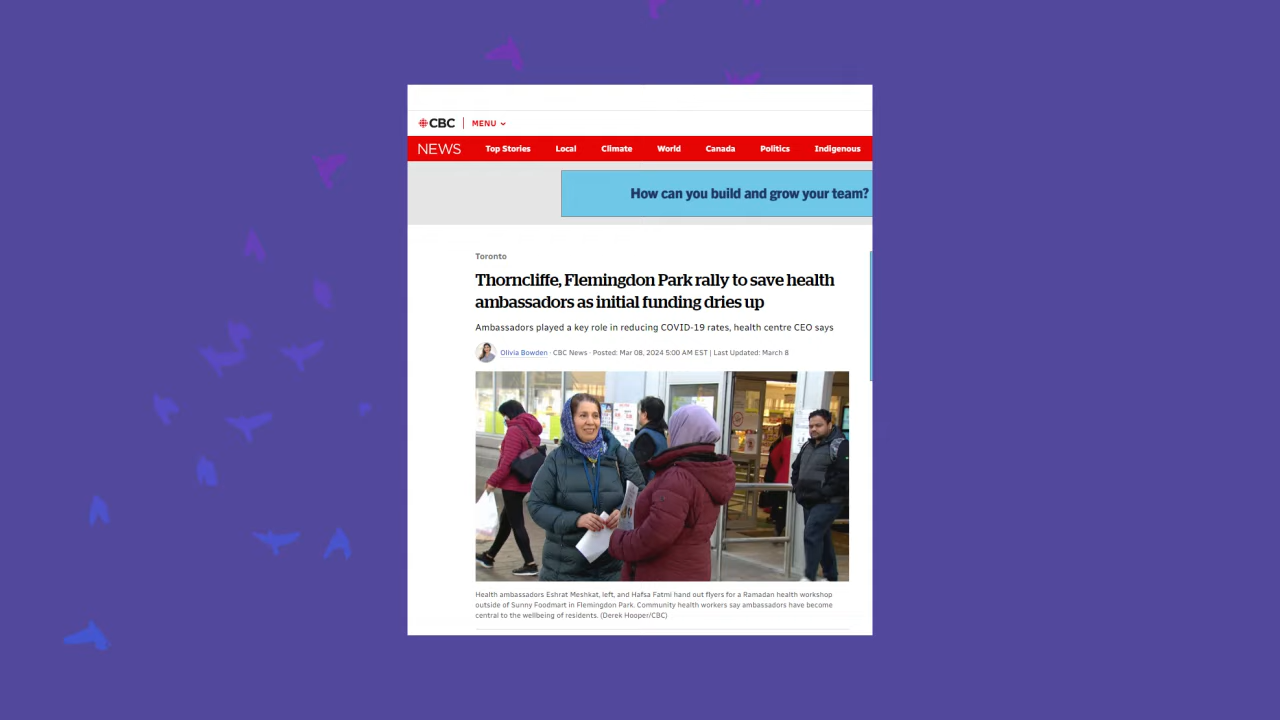 CBC | MENU
NEWS Top Stories Local Climate World Canada Politics Indigenous
How can you build and grow your team?
Toronto
Thorncliffe, Flemingdon Park rally to save health
ambassadors as initial funding dries up
Ambassadors played a key role in reducing COVID-19 rates, health centre CEO says
Olivia Bowden · CBC News · Posted: Mar 08, 2024 5:00 AM EST | Last Updated: March 8
Health ambassadors Eshrat Meshkat, left, and Hafsa Fatmi hand out flyers for a Ramadan health workshop
outside of Sunny Foodmart in Flemingdon Park. Community health workers say ambassadors have become
central to the wellbeing of residents. (Derek Hooper/CBC)